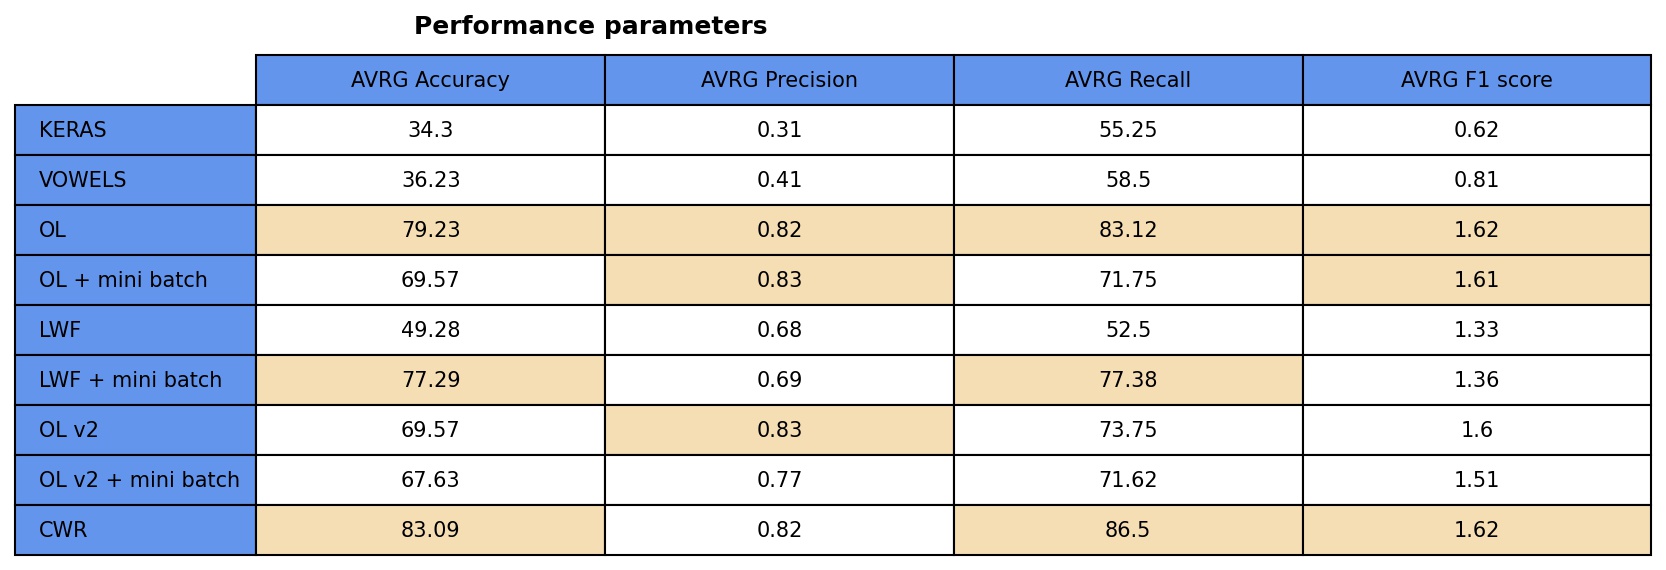 Performance parameters
AVRG Accuracy AVRG Precision AVRG Recall AVRG F1 score
KERAS 34.3 0.31 55.25 0.62
VOWELS 36.23 0.41 58.5 0.81
OL 79.23 0.82 83.12 1.62
OL + mini batch 69.57 0.83 71.75 1.61
LWF 49.28 0.68 52.5 1.33
LWF + mini batch 77.29 0.69 77.38 1.36
OL v2 69.57 0.83 73.75 1.6
OL v2 + mini batch 67.63 0.77 71.62 1.51
CWR 83.09 0.82 86.5 1.62